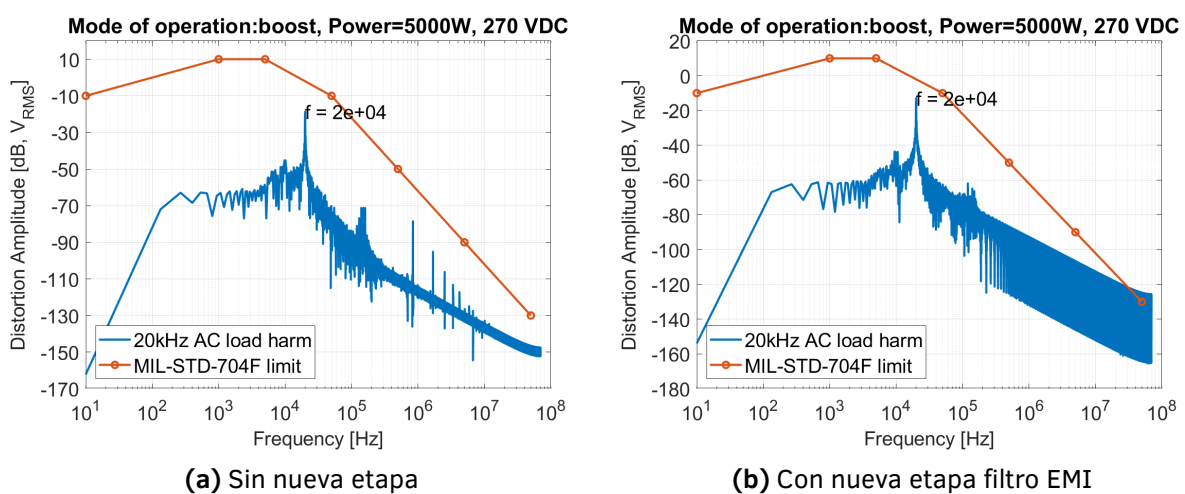 Mode of operation:boost, Power=5000W, 270 VDC
10
-10
-30
-50
-70
-90
-110
-130
-150
-170
Distortion Amplitude [dB, V_RMS]
f = 2e+04
20kHz AC load harm
MIL-STD-704F limit
10^1 10^2 10^3 10^4 10^5 10^6 10^7 10^8
Frequency [Hz]
(a) Sin nueva etapa
Mode of operation:boost, Power=5000W, 270 VDC
20
0
-20
-40
-60
-80
-100
-120
-140
-160
-180
Distortion Amplitude [dB, V_RMS]
f = 2e+04
20kHz AC load harm
MIL-STD-704F limit
10^1 10^2 10^3 10^4 10^5 10^6 10^7 10^8
Frequency [Hz]
(b) Con nueva etapa filtro EMI